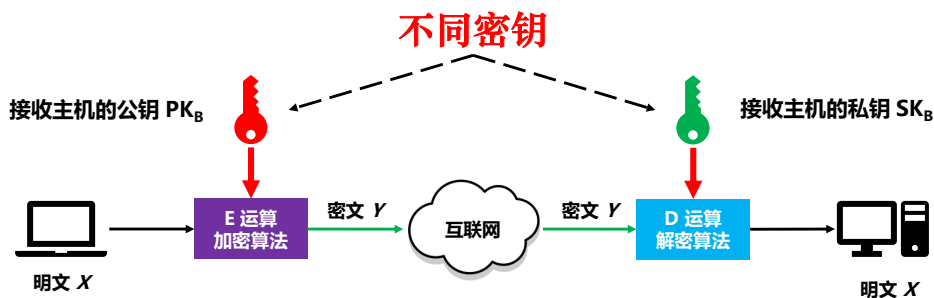 不同密钥
接收主机的公钥 PKB
接收主机的私钥 SKB
E 运算
加密算法
密文 Y
互联网
密文 Y
D 运算
解密算法
明文 X
明文 X